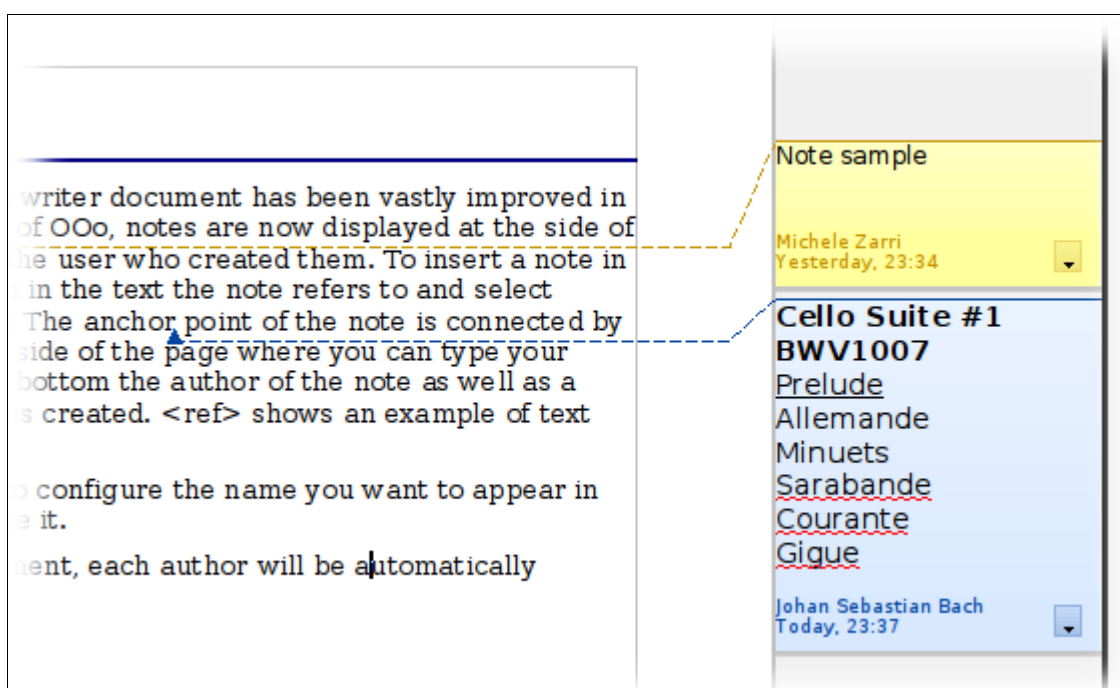 writer document has been vastly improved in
of OOo, notes are now displayed at the side of
he user who created them. To insert a note in
in the text the note refers to and select
The anchor point of the note is connected by
side of the page where you can type your
bottom the author of the note as well as a
s created. <ref> shows an example of text
o configure the name you want to appear in
e it.
ment, each author will be automatically
Note sample
Michele Zarri
Yesterday, 23:34
Cello Suite #1
BWV1007
Prelude
Allemande
Minuets
Sarabande
Courante
Gigue
Johan Sebastian Bach
Today, 23:37